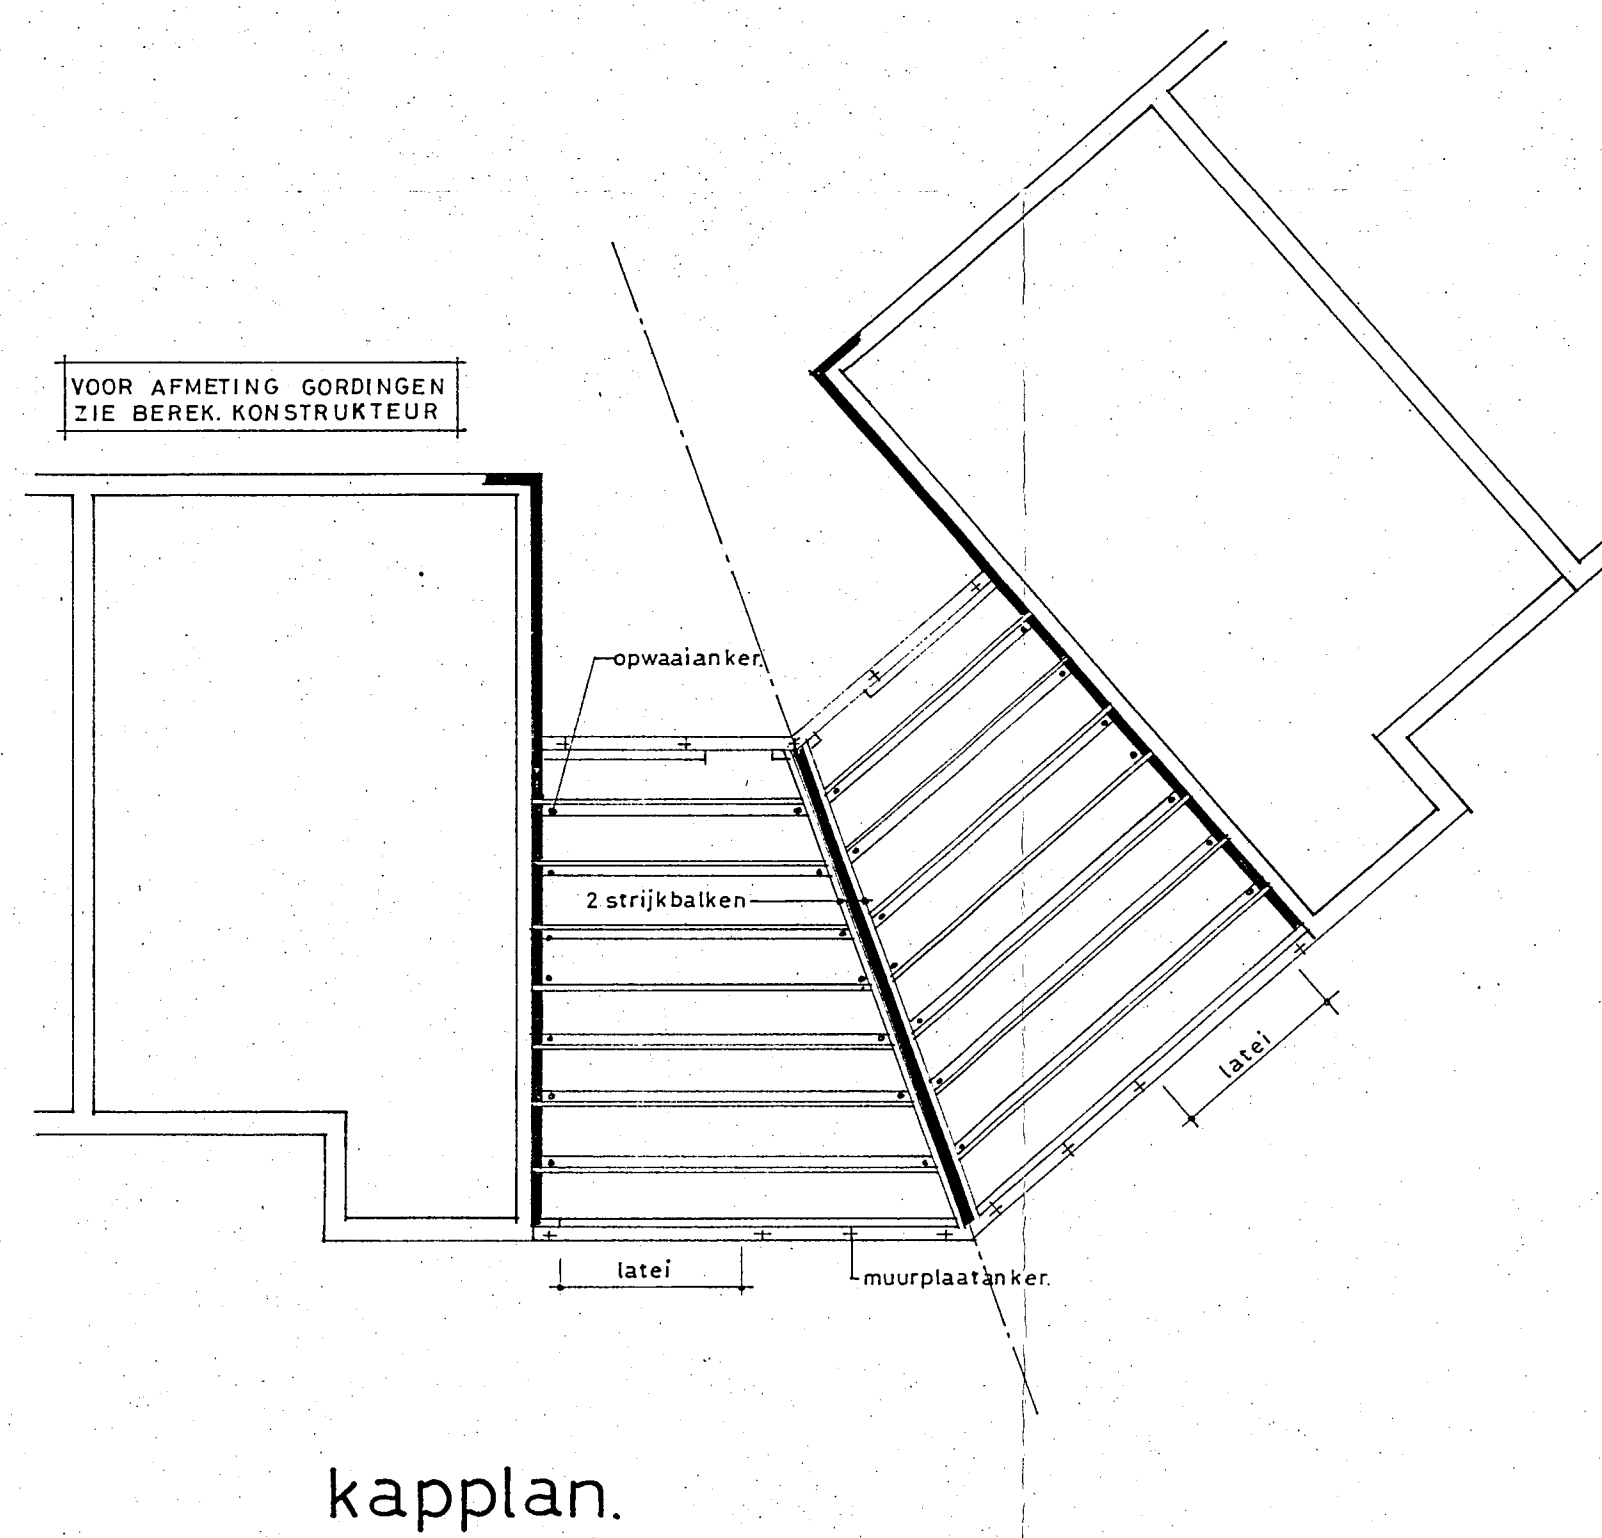 VOOR AFMETING GORDINGEN
ZIE BEREK. KONSTRUKTEUR
opwaaianker.
2 strijkbalken
latei
latei
muurplaatanker.
kapplan.